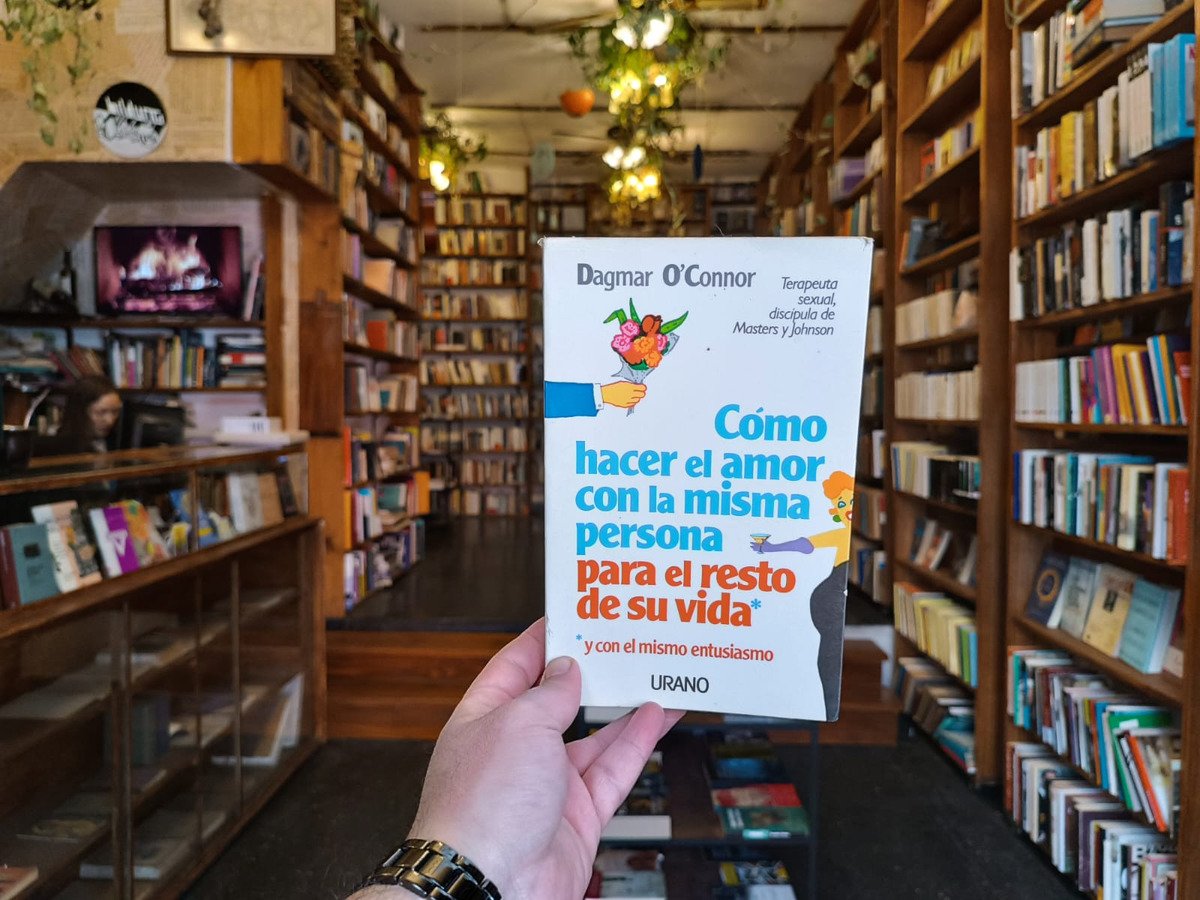 Dagmar O'Connor
Terapeuta
sexual,
discípula de
Masters y Johnson
Cómo
hacer el amor
con la misma
persona
para el resto
de su vida*
*y con el mismo entusiasmo
URANO